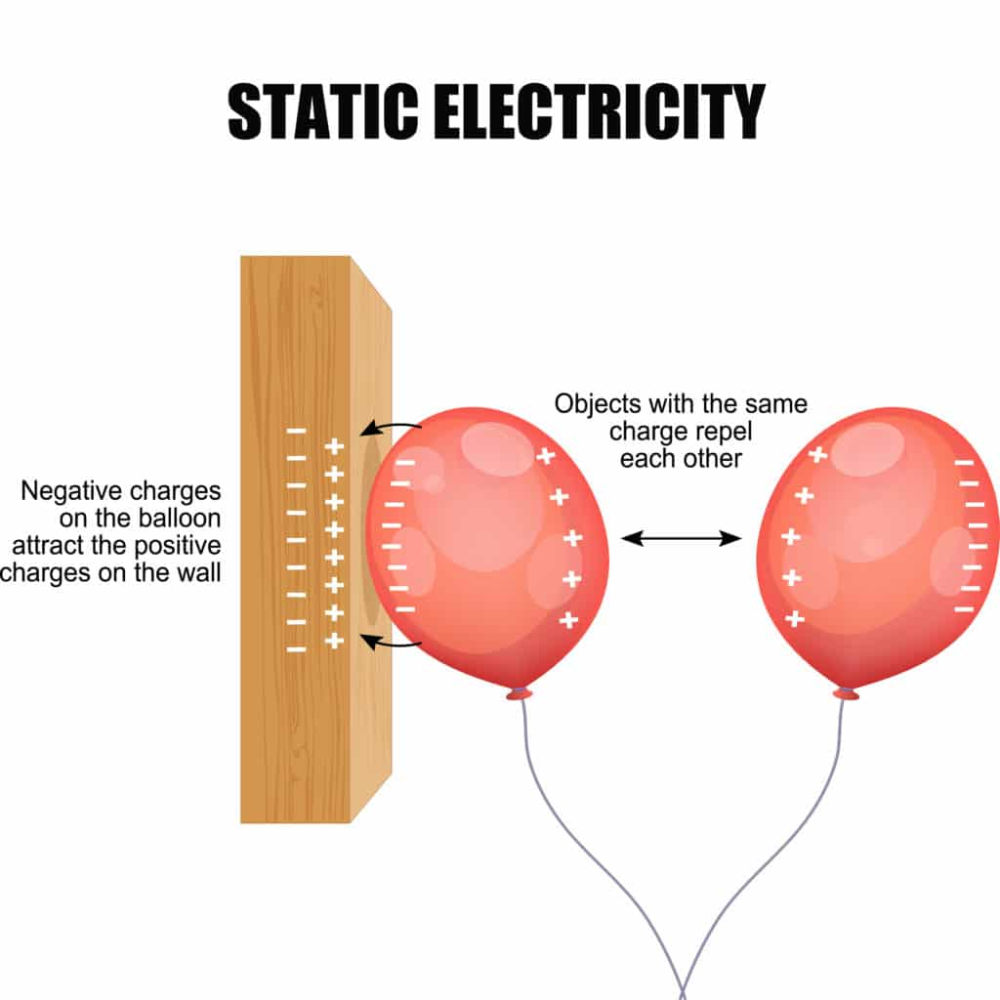 STATIC ELECTRICITY
Objects with the same
charge repel
each other
Negative charges
on the balloon
attract the positive
charges on the wall